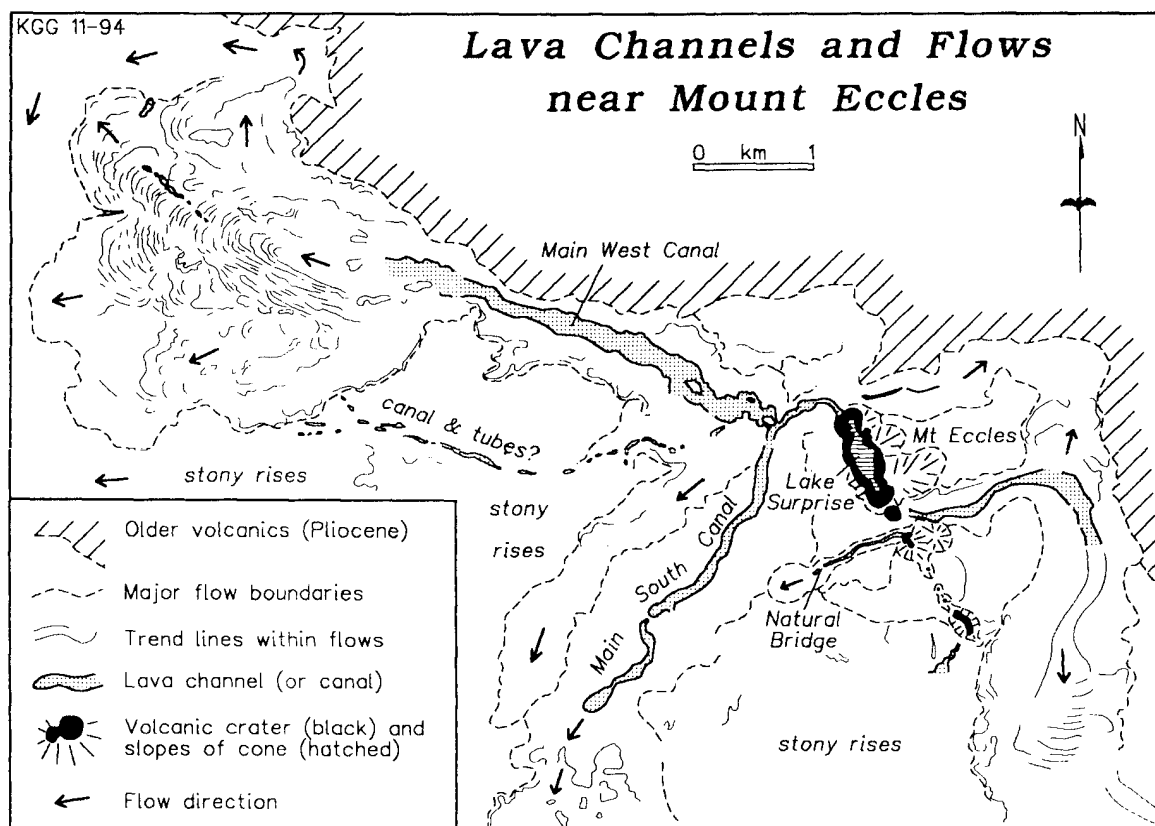 KGG 11-94
Lava Channels and Flows
near Mount Eccles
0 km 1
N
Main West Canal
canal & tubes?
Mt Eccles
Lake
Surprise
stony rises
stony
rises
Main South Canal
Natural
Bridge
stony rises
Older volcanics (Pliocene)
Major flow boundaries
Trend lines within flows
Lava channel (or canal)
Volcanic crater (black) and
slopes of cone (hatched)
Flow direction